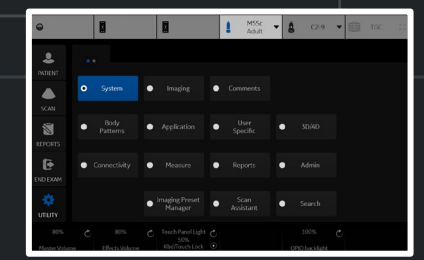 M5Sc
Adult
C2-9
TGC
PATIENT
SCAN
REPORTS
END EXAM
UTILITY
System
Imaging
Comments
Body
Patterns
Application
User
Specific
3D/4D
Connectivity
Measure
Reports
Admin
Imaging Preset
Manager
Scan
Assistant
Search
80%
Master Volume
80%
Effects Volume
Touch Panel Light
50%
Kbd/Touch Lock
100%
OPIO backlight